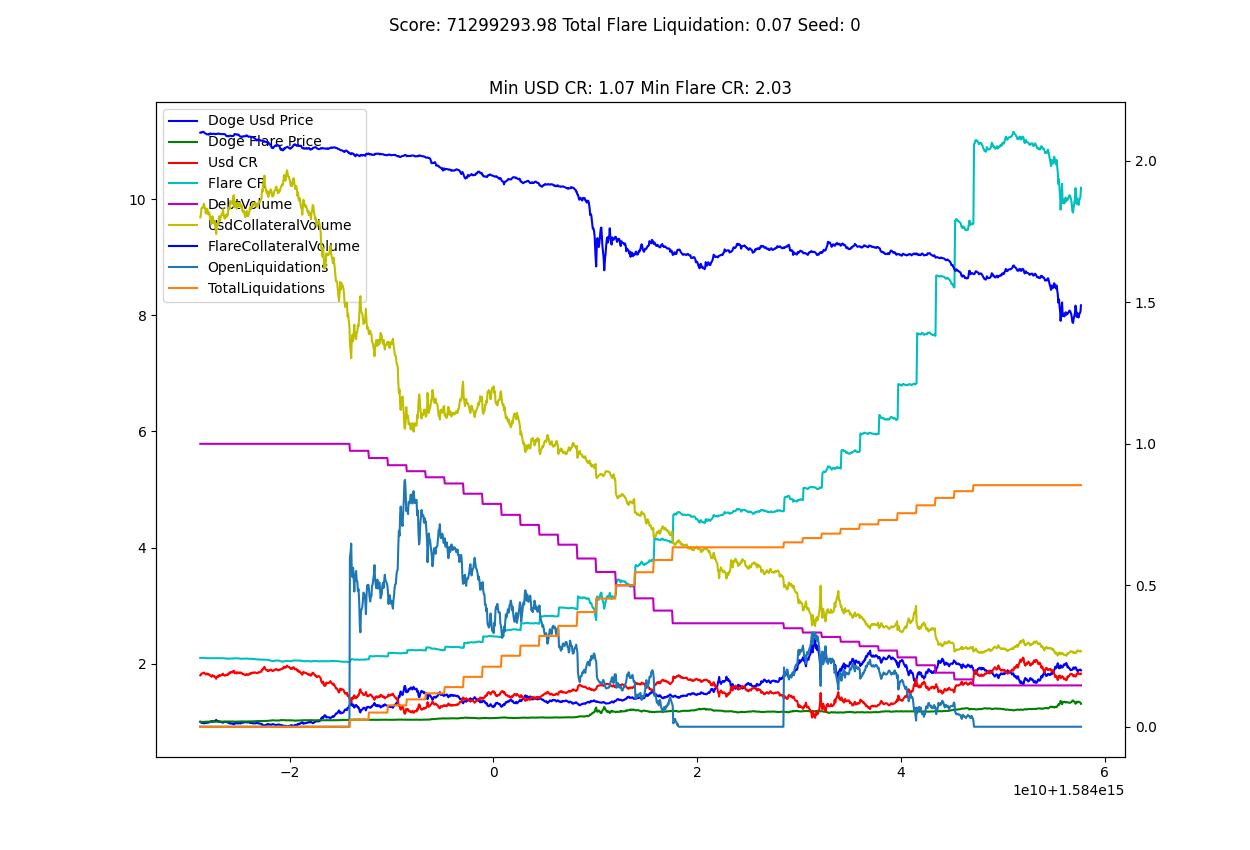 Score: 71299293.98 Total Flare Liquidation: 0.07 Seed: 0
Min USD CR: 1.07 Min Flare CR: 2.03
Doge Usd Price
Doge Flare Price
Usd CR
Flare CR
DebtVolume
UsdCollateralVolume
FlareCollateralVolume
OpenLiquidations
TotalLiquidations
10
8
6
4
2
2.0
1.5
1.0
0.5
0.0
−2 0 2 4 6
1e10+1.584e15